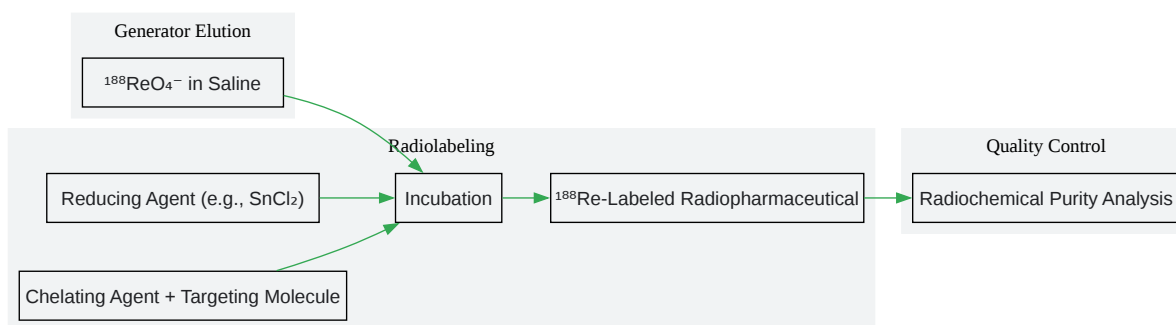 Generator Elution
¹⁸⁸ReO₄⁻ in Saline
Radiolabeling
Quality Control
Reducing Agent (e.g., SnCl₂)
Incubation
¹⁸⁸Re-Labeled Radiopharmaceutical
Radiochemical Purity Analysis
Chelating Agent + Targeting Molecule